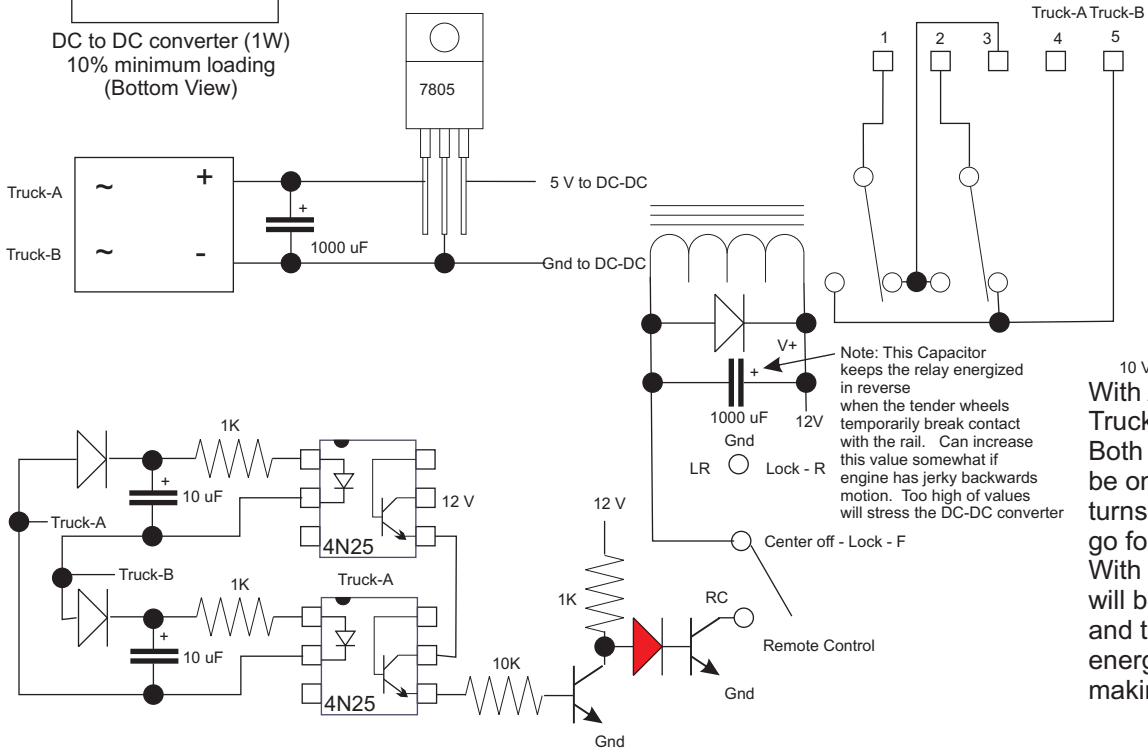 DC to DC converter (1W)
10% minimum loading
(Bottom View)
7805
Truck-A
Truck-B
~
~
+
-
+
1000 uF
5 V to DC-DC
Gnd to DC-DC
Truck-A Truck-B
1
2
3
4
5
V+
+
1000 uF
12V
Gnd
LR
Lock - R
Note: This Capacitor
keeps the relay energized
in reverse
when the tender wheels
temporarily break contact
with the rail. Can increase
this value somewhat if
engine has jerky backwards
motion. Too high of values
will stress the DC-DC converter
Center off - Lock - F
RC
Remote Control
10 V
With
Truck
Both
be or
turns
go fo
With
will b
and t
energ
makin
1K
+
10 uF
Truck-A
Truck-B
12 V
4N25
1K
+
10 uF
Truck-A
4N25
10K
12 V
1K
Gnd
Gnd